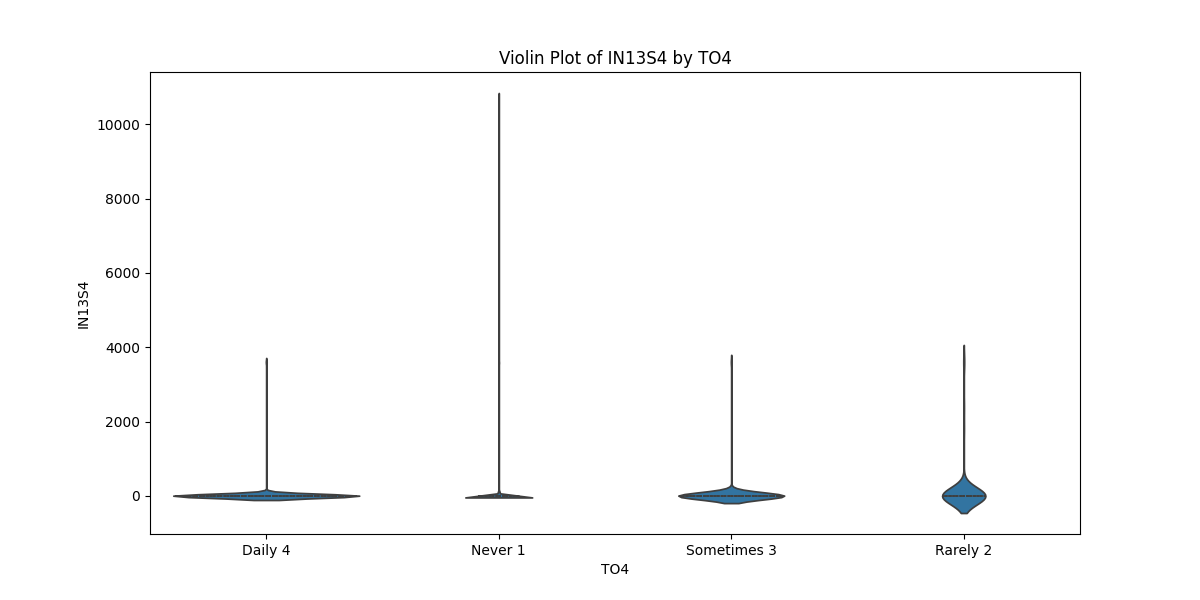 Violin Plot of IN13S4 by TO4
10000
8000
6000
4000
2000
0
IN13S4
Daily 4
Never 1
Sometimes 3
Rarely 2
TO4